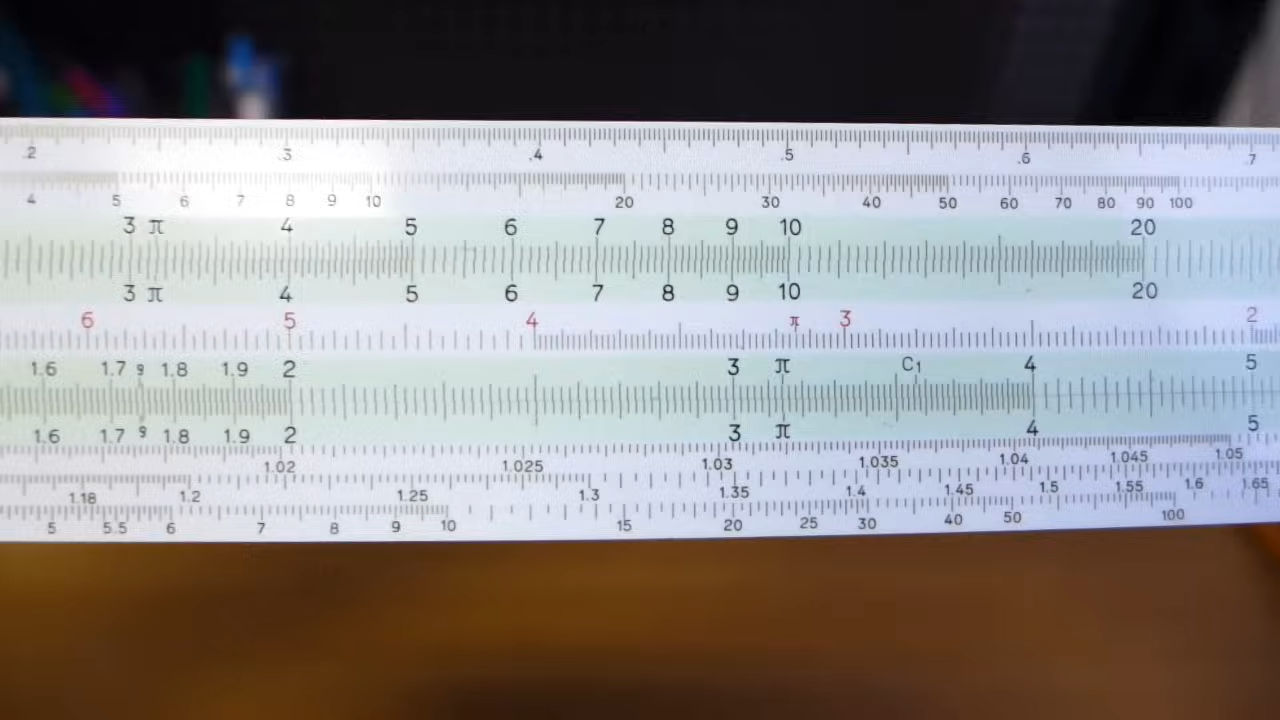 .2 .3 .4 .5 .6 .7
4 5 6 7 8 9 10 20 30 40 50 60 70 80 90 100
3 π 4 5 6 7 8 9 10 20
3 π 4 5 6 7 8 9 10 20
6 5 4 π 3 2
1.6 1.7 1.8 1.9 2 3 π C1 4 5
1.6 1.7 1.8 1.9 2 3 π 4 5
1.02 1.025 1.03 1.035 1.04 1.045 1.05
1.18 1.2 1.25 1.3 1.35 1.4 1.45 1.5 1.55 1.6 1.65
5 5.5 6 7 8 9 10 15 20 25 30 40 50 100